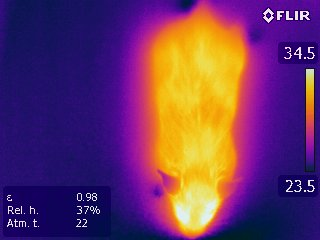 FLIR
34.5
23.5
ε 0.98
Rel. h. 37%
Atm. t. 22